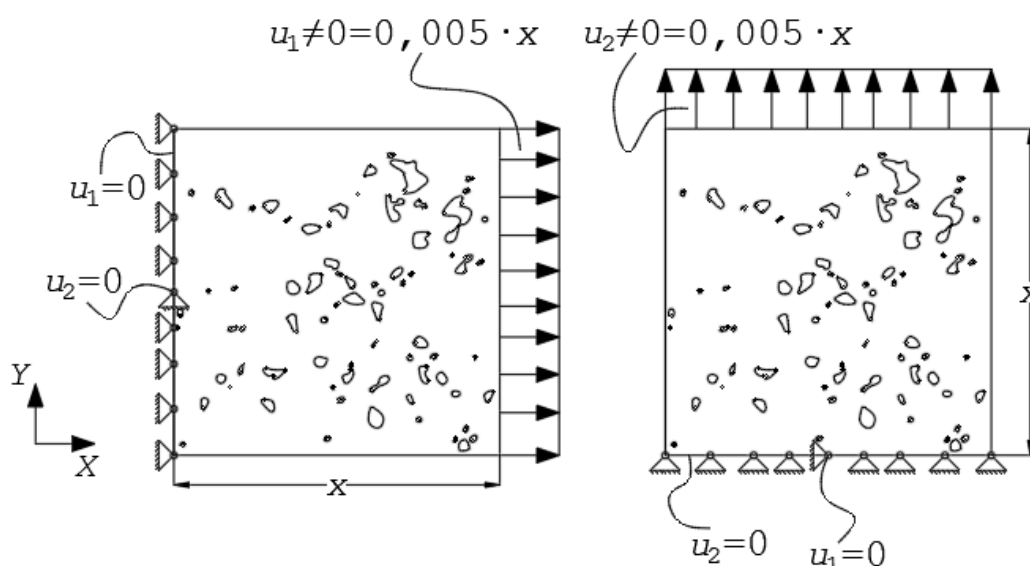 u₁≠0=0,005·x
u₂≠0=0,005·x
u₁=0
u₂=0
Y
X
x
x
u₂=0
u₁=0